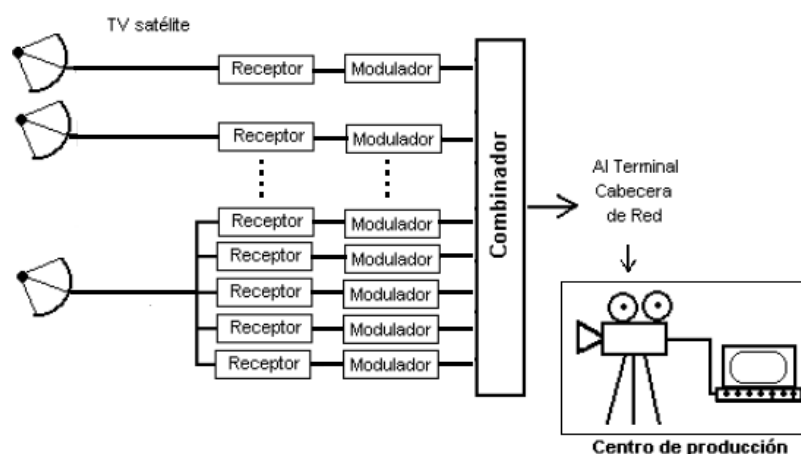 TV satélite
Receptor
Modulador
Receptor
Modulador
Receptor
Modulador
Receptor
Modulador
Receptor
Modulador
Receptor
Modulador
Receptor
Modulador
Combinador
Al Terminal
Cabecera
de Red
Centro de producción